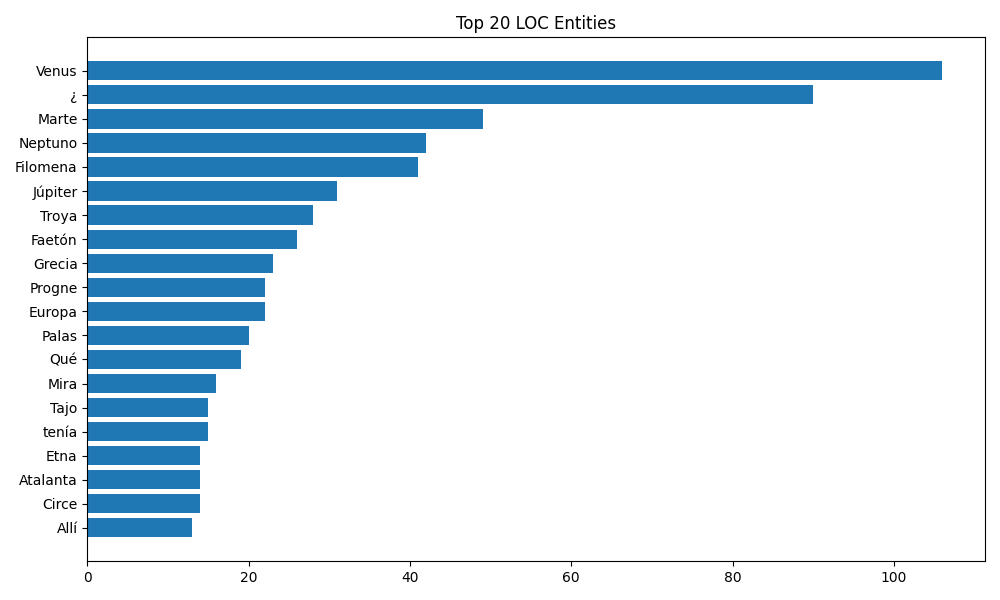 Top 20 LOC Entities
Venus
¿
Marte
Neptuno
Filomena
Júpiter
Troya
Faetón
Grecia
Progne
Europa
Palas
Qué
Mira
Tajo
tenía
Etna
Atalanta
Circe
Allí
0 20 40 60 80 100